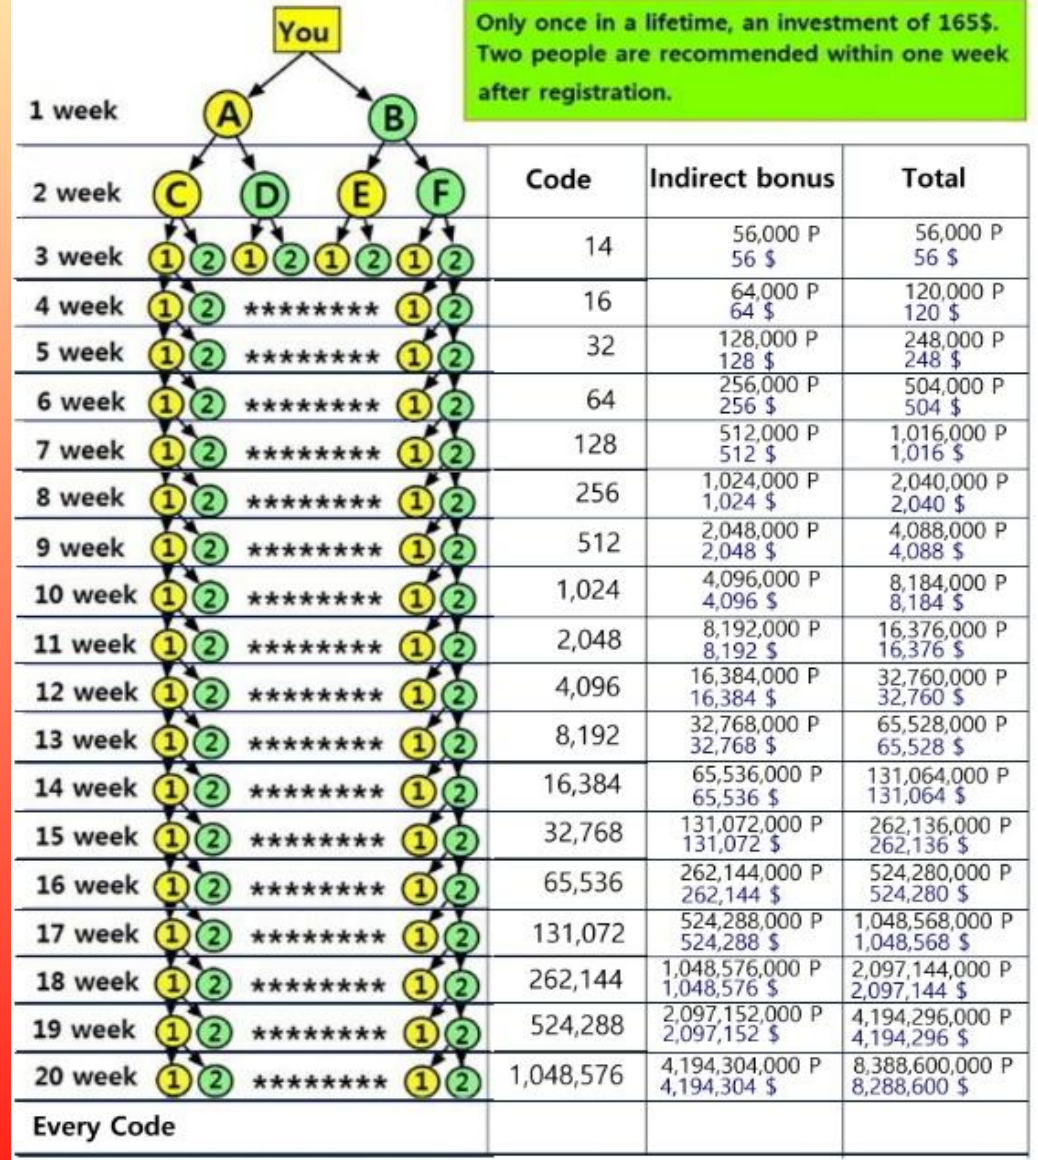 You
Only once in a lifetime, an investment of 165$.
Two people are recommended within one week
after registration.
1 week A B
Code Indirect bonus Total
2 week C D E F
3 week 1 2 1 2 1 2 1 2 14 56,000 P 56,000 P
56 $ 56 $
4 week 1 2 ******** 1 2 16 64,000 P 120,000 P
64 $ 120 $
5 week 1 2 ******** 1 2 32 128,000 P 248,000 P
128 $ 248 $
6 week 1 2 ******** 1 2 64 256,000 P 504,000 P
256 $ 504 $
7 week 1 2 ******** 1 2 128 512,000 P 1,016,000 P
512 $ 1,016 $
8 week 1 2 ******** 1 2 256 1,024,000 P 2,040,000 P
1,024 $ 2,040 $
9 week 1 2 ******** 1 2 512 2,048,000 P 4,088,000 P
2,048 $ 4,088 $
10 week 1 2 ******** 1 2 1,024 4,096,000 P 8,184,000 P
4,096 $ 8,184 $
11 week 1 2 ******** 1 2 2,048 8,192,000 P 16,376,000 P
8,192 $ 16,376 $
12 week 1 2 ******** 1 2 4,096 16,384,000 P 32,760,000 P
16,384 $ 32,760 $
13 week 1 2 ******** 1 2 8,192 32,768,000 P 65,528,000 P
32,768 $ 65,528 $
14 week 1 2 ******** 1 2 16,384 65,536,000 P 131,064,000 P
65,536 $ 131,064 $
15 week 1 2 ******** 1 2 32,768 131,072,000 P 262,136,000 P
131,072 $ 262,136 $
16 week 1 2 ******** 1 2 65,536 262,144,000 P 524,280,000 P
262,144 $ 524,280 $
17 week 1 2 ******** 1 2 131,072 524,288,000 P 1,048,568,000 P
524,288 $ 1,048,568 $
18 week 1 2 ******** 1 2 262,144 1,048,576,000 P 2,097,144,000 P
1,048,576 $ 2,097,144 $
19 week 1 2 ******** 1 2 524,288 2,097,152,000 P 4,194,296,000 P
2,097,152 $ 4,194,296 $
20 week 1 2 ******** 1 2 1,048,576 4,194,304,000 P 8,388,600,000 P
4,194,304 $ 8,288,600 $
Every Code